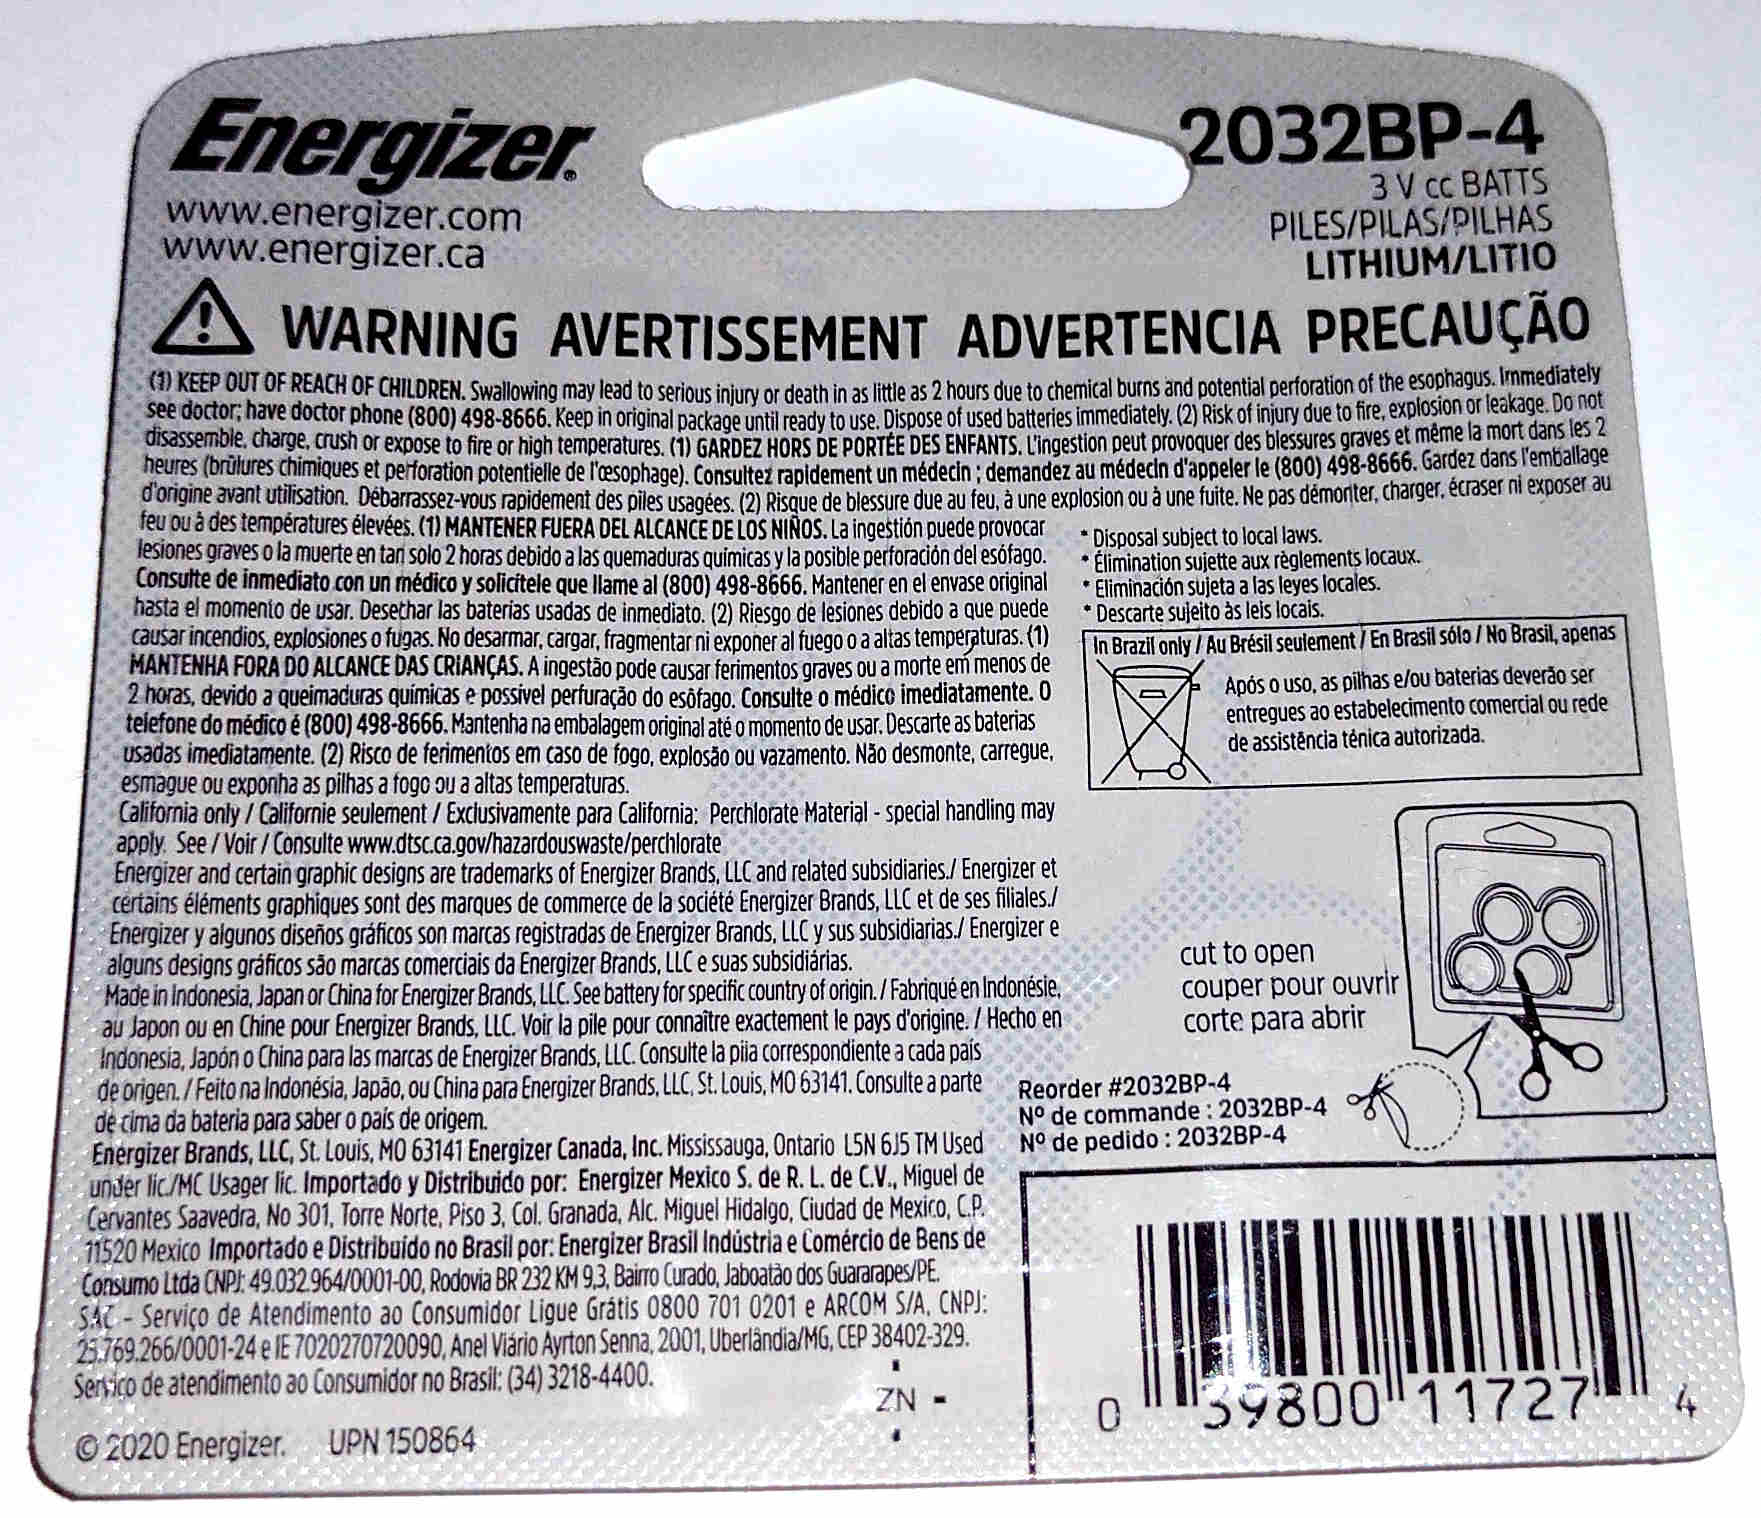 Energizer®
www.energizer.com
www.energizer.ca
2032BP-4
3 V cc BATTS
PILES/PILAS/PILHAS
LITHIUM/LITIO
WARNING AVERTISSEMENT ADVERTENCIA PRECAUÇÃO
(1) KEEP OUT OF REACH OF CHILDREN. Swallowing may lead to serious injury or death in as little as 2 hours due to chemical burns and potential perforation of the esophagus. Immediately
see doctor; have doctor phone (800) 498-8666. Keep in original package until ready to use. Dispose of used batteries immediately. (2) Risk of injury due to fire, explosion or leakage. Do not
disassemble, charge, crush or expose to fire or high temperatures. (1) GARDEZ HORS DE PORTÉE DES ENFANTS. L'ingestion peut provoquer des blessures graves et même la mort dans les 2
heures (brûlures chimiques et perforation potentielle de l'œsophage). Consultez rapidement un médecin ; demandez au médecin d'appeler le (800) 498-8666. Gardez dans l'emballage
d'origine avant utilisation. Débarrassez-vous rapidement des piles usagées. (2) Risque de blessure due au feu, à une explosion ou à une fuite. Ne pas démonter, charger, écraser ni exposer au
feu ou à des températures élevées. (1) MANTENER FUERA DEL ALCANCE DE LOS NIÑOS. La ingestión puede provocar
lesiones graves o la muerte en tan solo 2 horas debido a las quemaduras químicas y la posible perforación del esófago.
Consulte de inmediato con un médico y solicítele que llame al (800) 498-8666. Mantener en el envase original
hasta el momento de usar. Desechar las baterías usadas de inmediato. (2) Riesgo de lesiones debido a que puede
causar incendios, explosiones o fugas. No desarmar, cargar, fragmentar ni exponer al fuego o a altas temperaturas. (1)
MANTENHA FORA DO ALCANCE DAS CRIANÇAS. A ingestão pode causar ferimentos graves ou a morte em menos de
2 horas, devido a queimaduras químicas e possível perfuração do esôfago. Consulte o médico imediatamente. O
telefone do médico é (800) 498-8666. Mantenha na embalagem original até o momento de usar. Descarte as baterias
usadas imediatamente. (2) Risco de ferimentos em caso de fogo, explosão ou vazamento. Não desmonte, carregue,
esmague ou exponha as pilhas a fogo ou a altas temperaturas.
California only / Californie seulement / Exclusivamente para California: Perchlorate Material - special handling may
apply. See / Voir / Consulte www.dtsc.ca.gov/hazardouswaste/perchlorate
Energizer and certain graphic designs are trademarks of Energizer Brands, LLC and related subsidiaries./ Energizer et
certains éléments graphiques sont des marques de commerce de la société Energizer Brands, LLC et de ses filiales./
Energizer y algunos diseños gráficos son marcas registradas de Energizer Brands, LLC y sus subsidiarias./ Energizer e
alguns designs gráficos são marcas comerciais da Energizer Brands, LLC e suas subsidiárias.
Made in Indonesia, Japan or China for Energizer Brands, LLC. See battery for specific country of origin. / Fabriqué en Indonésie,
au Japon ou en Chine pour Energizer Brands, LLC. Voir la pile pour connaître exactement le pays d'origine. / Hecho en
Indonesia, Japón o China para las marcas de Energizer Brands, LLC. Consulte la pila correspondiente a cada país
de origen. / Feito na Indonésia, Japão, ou China para Energizer Brands, LLC, St. Louis, MO 63141. Consulte a parte
de cima da bateria para saber o país de origem.
Energizer Brands, LLC, St. Louis, MO 63141 Energizer Canada, Inc. Mississauga, Ontario L5N 6J5 TM Used
under lic./MC Usager lic. Importado y Distribuido por: Energizer Mexico S. de R. L. de C.V., Miguel de
Cervantes Saavedra, No 301, Torre Norte, Piso 3, Col. Granada, Alc. Miguel Hidalgo, Ciudad de Mexico, C.P.
11520 Mexico Importado e Distribuído no Brasil por: Energizer Brasil Indústria e Comércio de Bens de
Consumo Ltda CNPJ: 49.032.964/0001-00, Rodovia BR 232 KM 9,3, Bairro Curado, Jaboatão dos Guararapes/PE.
SAC - Serviço de Atendimento ao Consumidor Ligue Grátis 0800 701 0201 e ARCOM S/A, CNPJ:
25.769.266/0001-24 e IE 7020270720090, Anel Viário Ayrton Senna, 2001, Uberlândia/MG, CEP 38402-329.
Serviço de atendimento ao Consumidor no Brasil: (34) 3218-4400.
© 2020 Energizer. UPN 150864
ZN -
* Disposal subject to local laws.
* Élimination sujette aux règlements locaux.
* Eliminación sujeta a las leyes locales.
* Descarte sujeito às leis locais.
In Brazil only / Au Brésil seulement / En Brasil sólo / No Brasil, apenas
Após o uso, as pilhas e/ou baterias deverão ser
entregues ao estabelecimento comercial ou rede
de assistência ténica autorizada.
cut to open
couper pour ouvrir
corte para abrir
Reorder #2032BP-4
Nº de commande : 2032BP-4
Nº de pedido : 2032BP-4
0 39800 11727 4